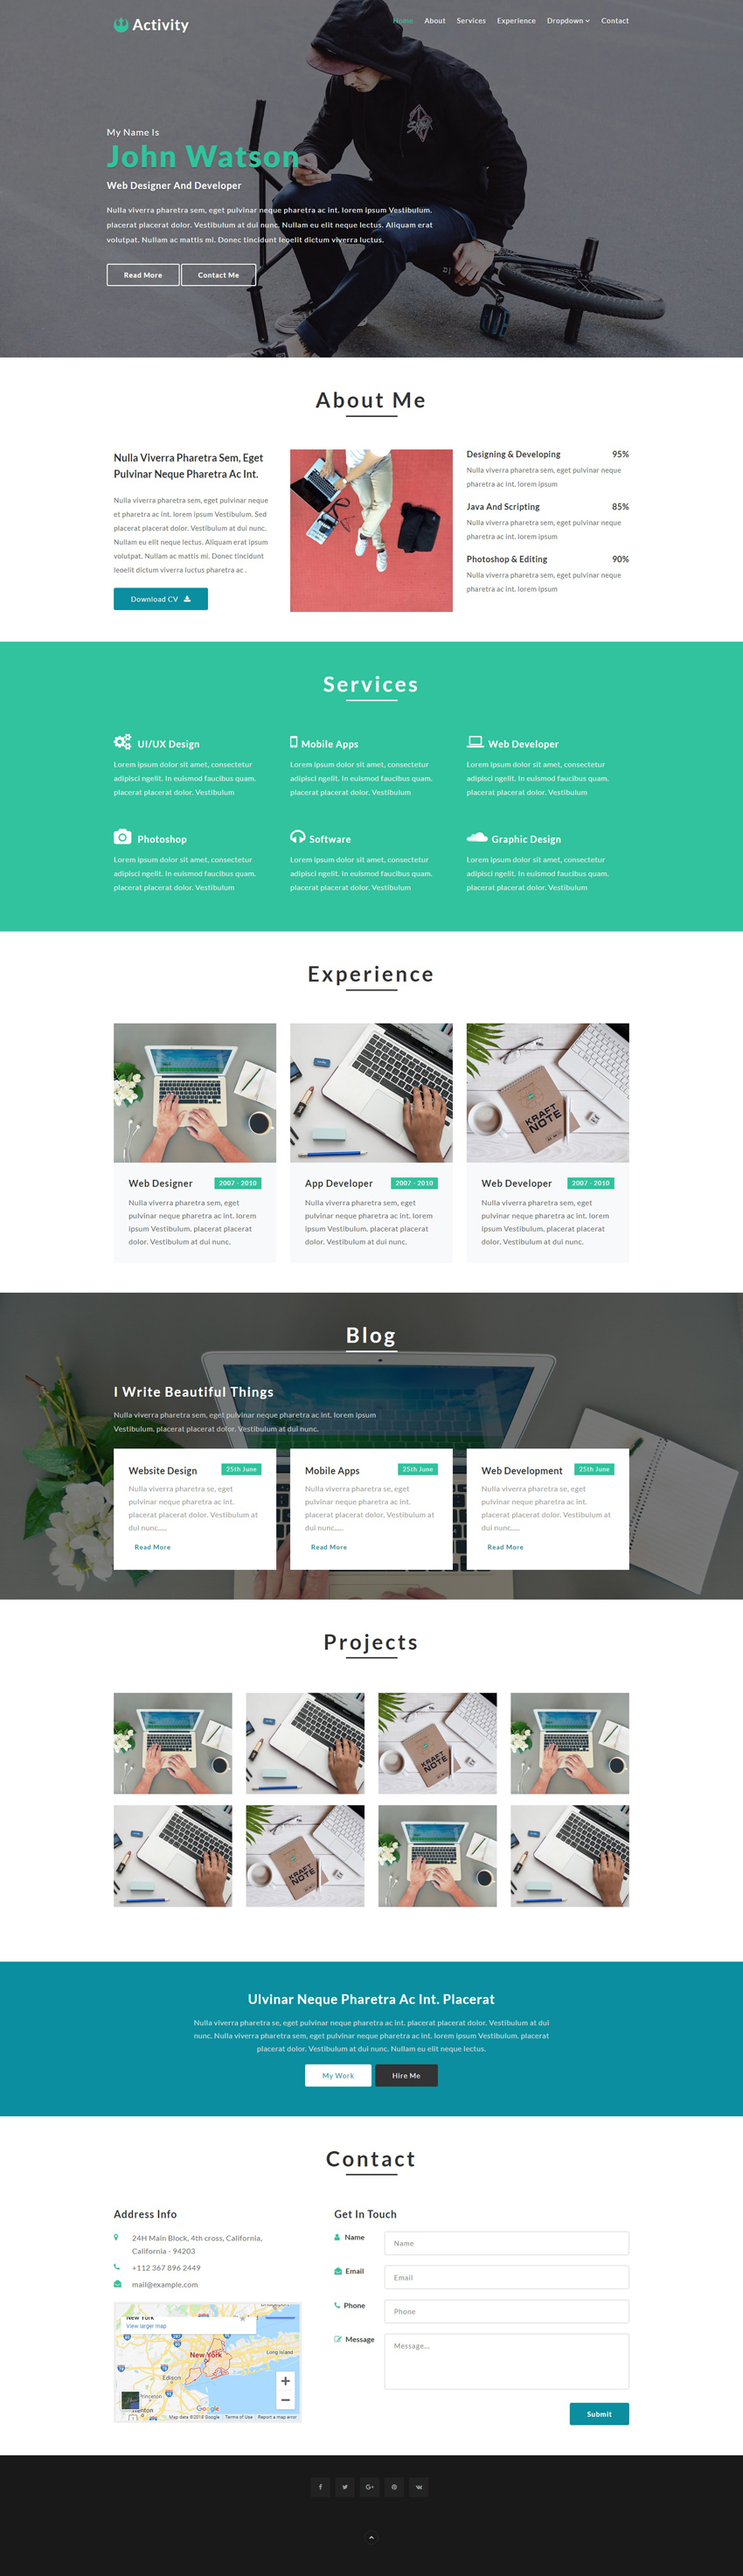 Activity
Home About Services Experience Dropdown Contact
My Name Is
John Watson
Web Designer And Developer
Nulla viverra pharetra sem, eget pulvinar neque pharetra ac int. lorem ipsum Vestibulum.
placerat placerat dolor. Vestibulum at dui nunc. Nullam eu elit neque lectus. Aliquam erat
volutpat. Nullam ac mattis mi. Donec tincidunt leoelit dictum viverra luctus.
Read More Contact Me
About Me
Nulla Viverra Pharetra Sem, Eget
Pulvinar Neque Pharetra Ac Int.
Nulla viverra pharetra sem, eget pulvinar neque
et pharetra ac int. lorem ipsum Vestibulum. Sed
placerat placerat dolor. Vestibulum at dui nunc.
Nullam eu elit neque lectus. Aliquam erat ipsum
volutpat. Nullam ac mattis mi. Donec tincidunt
leoelit dictum viverra luctus pharetra ac .
Download CV
Designing & Developing 95%
Nulla viverra pharetra sem, eget pulvinar neque
pharetra ac int. lorem ipsum
Java And Scripting 85%
Nulla viverra pharetra sem, eget pulvinar neque
pharetra ac int. lorem ipsum
Photoshop & Editing 90%
Nulla viverra pharetra sem, eget pulvinar neque
pharetra ac int. lorem ipsum
Services
UI/UX Design
Lorem ipsum dolor sit amet, consectetur
adipisci ngelit. In euismod faucibus quam.
placerat placerat dolor. Vestibulum
Mobile Apps
Lorem ipsum dolor sit amet, consectetur
adipisci ngelit. In euismod faucibus quam.
placerat placerat dolor. Vestibulum
Web Developer
Lorem ipsum dolor sit amet, consectetur
adipisci ngelit. In euismod faucibus quam.
placerat placerat dolor. Vestibulum
Photoshop
Lorem ipsum dolor sit amet, consectetur
adipisci ngelit. In euismod faucibus quam.
placerat placerat dolor. Vestibulum
Software
Lorem ipsum dolor sit amet, consectetur
adipisci ngelit. In euismod faucibus quam.
placerat placerat dolor. Vestibulum
Graphic Design
Lorem ipsum dolor sit amet, consectetur
adipisci ngelit. In euismod faucibus quam.
placerat placerat dolor. Vestibulum
Experience
KRAFT
NOTE
Web Designer 2007 - 2010
Nulla viverra pharetra sem, eget
pulvinar neque pharetra ac int. lorem
ipsum Vestibulum. placerat placerat
dolor. Vestibulum at dui nunc.
App Developer 2007 - 2010
Nulla viverra pharetra sem, eget
pulvinar neque pharetra ac int. lorem
ipsum Vestibulum. placerat placerat
dolor. Vestibulum at dui nunc.
Web Developer 2007 - 2010
Nulla viverra pharetra sem, eget
pulvinar neque pharetra ac int. lorem
ipsum Vestibulum. placerat placerat
dolor. Vestibulum at dui nunc.
Blog
I Write Beautiful Things
Nulla viverra pharetra sem, eget pulvinar neque pharetra ac int. lorem ipsum
Vestibulum. placerat placerat dolor. Vestibulum at dui nunc.
Website Design 25th June
Nulla viverra pharetra se, eget
pulvinar neque pharetra ac int.
placerat placerat dolor. Vestibulum at
dui nunc.....
Read More
Mobile Apps 25th June
Nulla viverra pharetra se, eget
pulvinar neque pharetra ac int.
placerat placerat dolor. Vestibulum at
dui nunc.....
Read More
Web Development 25th June
Nulla viverra pharetra se, eget
pulvinar neque pharetra ac int.
placerat placerat dolor. Vestibulum at
dui nunc.....
Read More
Projects
KRAFT
NOTE
KRAFT
NOTE
Ulvinar Neque Pharetra Ac Int. Placerat
Nulla viverra pharetra se, eget pulvinar neque pharetra ac int. placerat placerat dolor. Vestibulum at dui
nunc. Nulla viverra pharetra sem, eget pulvinar neque pharetra ac int. lorem ipsum Vestibulum. placerat
placerat dolor. Vestibulum at dui nunc. Nullam eu elit neque lectus.
My Work Hire Me
Contact
Address Info
24H Main Block, 4th cross, California,
California - 94203
+112 367 896 2449
mail@example.com
New York
View larger map
New York
Long Island
Edison
Princeton
Google
Map data ©2018 Google Terms of Use Report a map error
Get In Touch
Name Name
Email Email
Phone Phone
Message Message...
Submit